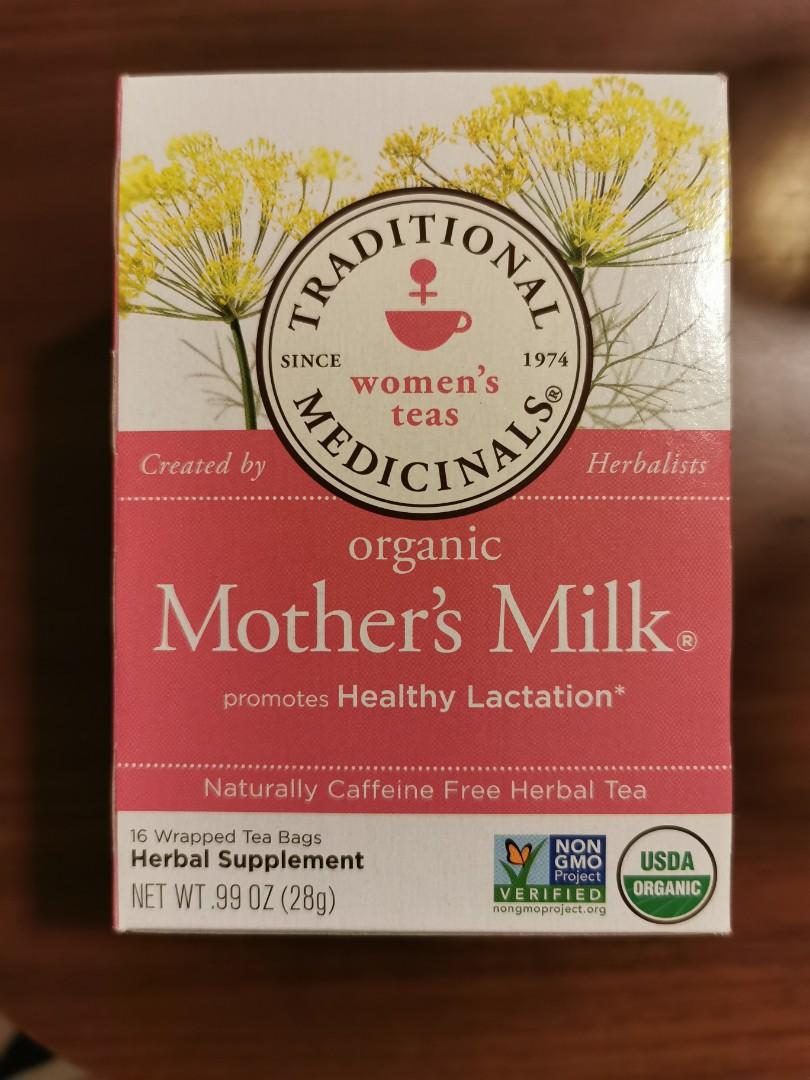 TRADITIONAL
SINCE 1974
women's
teas
MEDICINALS®
Created by Herbalists
organic
Mother's Milk®
promotes Healthy Lactation*
Naturally Caffeine Free Herbal Tea
16 Wrapped Tea Bags
Herbal Supplement
NET WT .99 OZ (28g)
NON
GMO
Project
VERIFIED
nongmoproject.org
USDA
ORGANIC